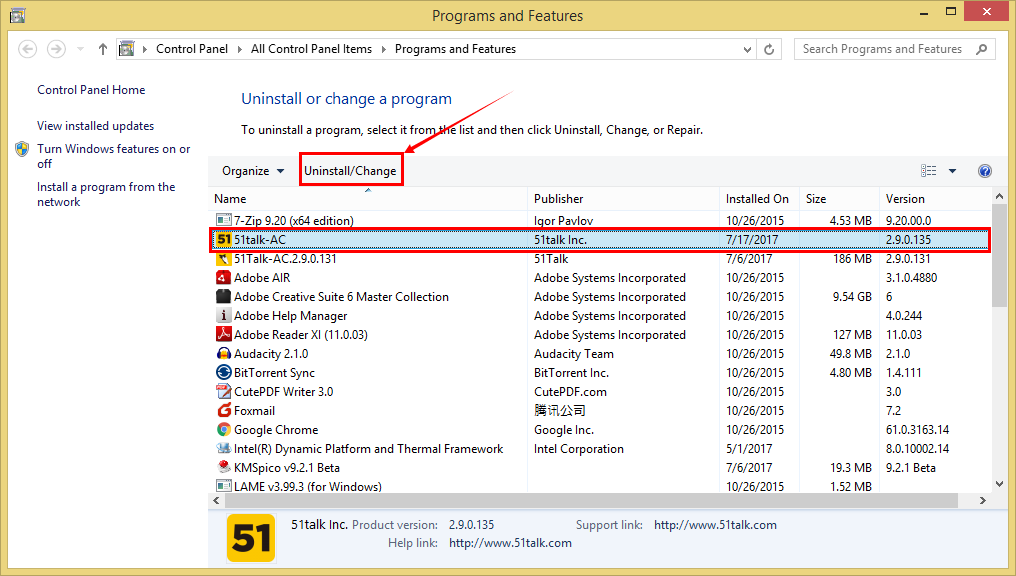 Programs and Features
Control Panel All Control Panel Items Programs and Features Search Programs and Features
Control Panel Home
View installed updates
Turn Windows features on or
off
Install a program from the
network
Uninstall or change a program
To uninstall a program, select it from the list and then click Uninstall, Change, or Repair.
Organize Uninstall/Change
Name Publisher Installed On Size Version
7-Zip 9.20 (x64 edition) Igor Pavlov 10/26/2015 4.53 MB 9.20.00.0
51 51talk-AC 51talk Inc. 7/17/2017 2.9.0.135
51Talk-AC.2.9.0.131 51Talk 7/6/2017 186 MB 2.9.0.131
Adobe AIR Adobe Systems Incorporated 10/26/2015 3.1.0.4880
Adobe Creative Suite 6 Master Collection Adobe Systems Incorporated 10/26/2015 9.54 GB 6
Adobe Help Manager Adobe Systems Incorporated 10/26/2015 4.0.244
Adobe Reader XI (11.0.03) Adobe Systems Incorporated 10/26/2015 127 MB 11.0.03
Audacity 2.1.0 Audacity Team 10/26/2015 49.8 MB 2.1.0
BitTorrent Sync BitTorrent Inc. 10/26/2015 4.80 MB 1.4.111
CutePDF Writer 3.0 CutePDF.com 10/26/2015 3.0
Foxmail 腾讯公司 10/26/2015 7.2
Google Chrome Google Inc. 10/26/2015 61.0.3163.14
Intel(R) Dynamic Platform and Thermal Framework Intel Corporation 5/1/2017 8.0.10002.14
KMSpico v9.2.1 Beta 7/6/2017 19.3 MB 9.2.1 Beta
LAME v3.99.3 (for Windows) 10/26/2015 1.52 MB
51 51talk Inc. Product version: 2.9.0.135 Support link: http://www.51talk.com
Help link: http://www.51talk.com